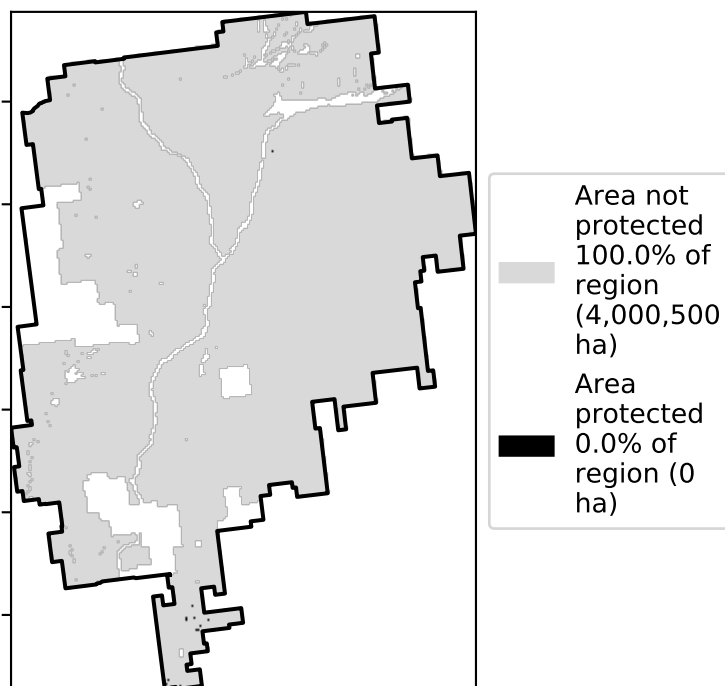 Area not
protected
100.0% of
region
(4,000,500
ha)
Area
protected
0.0% of
region (0
ha)